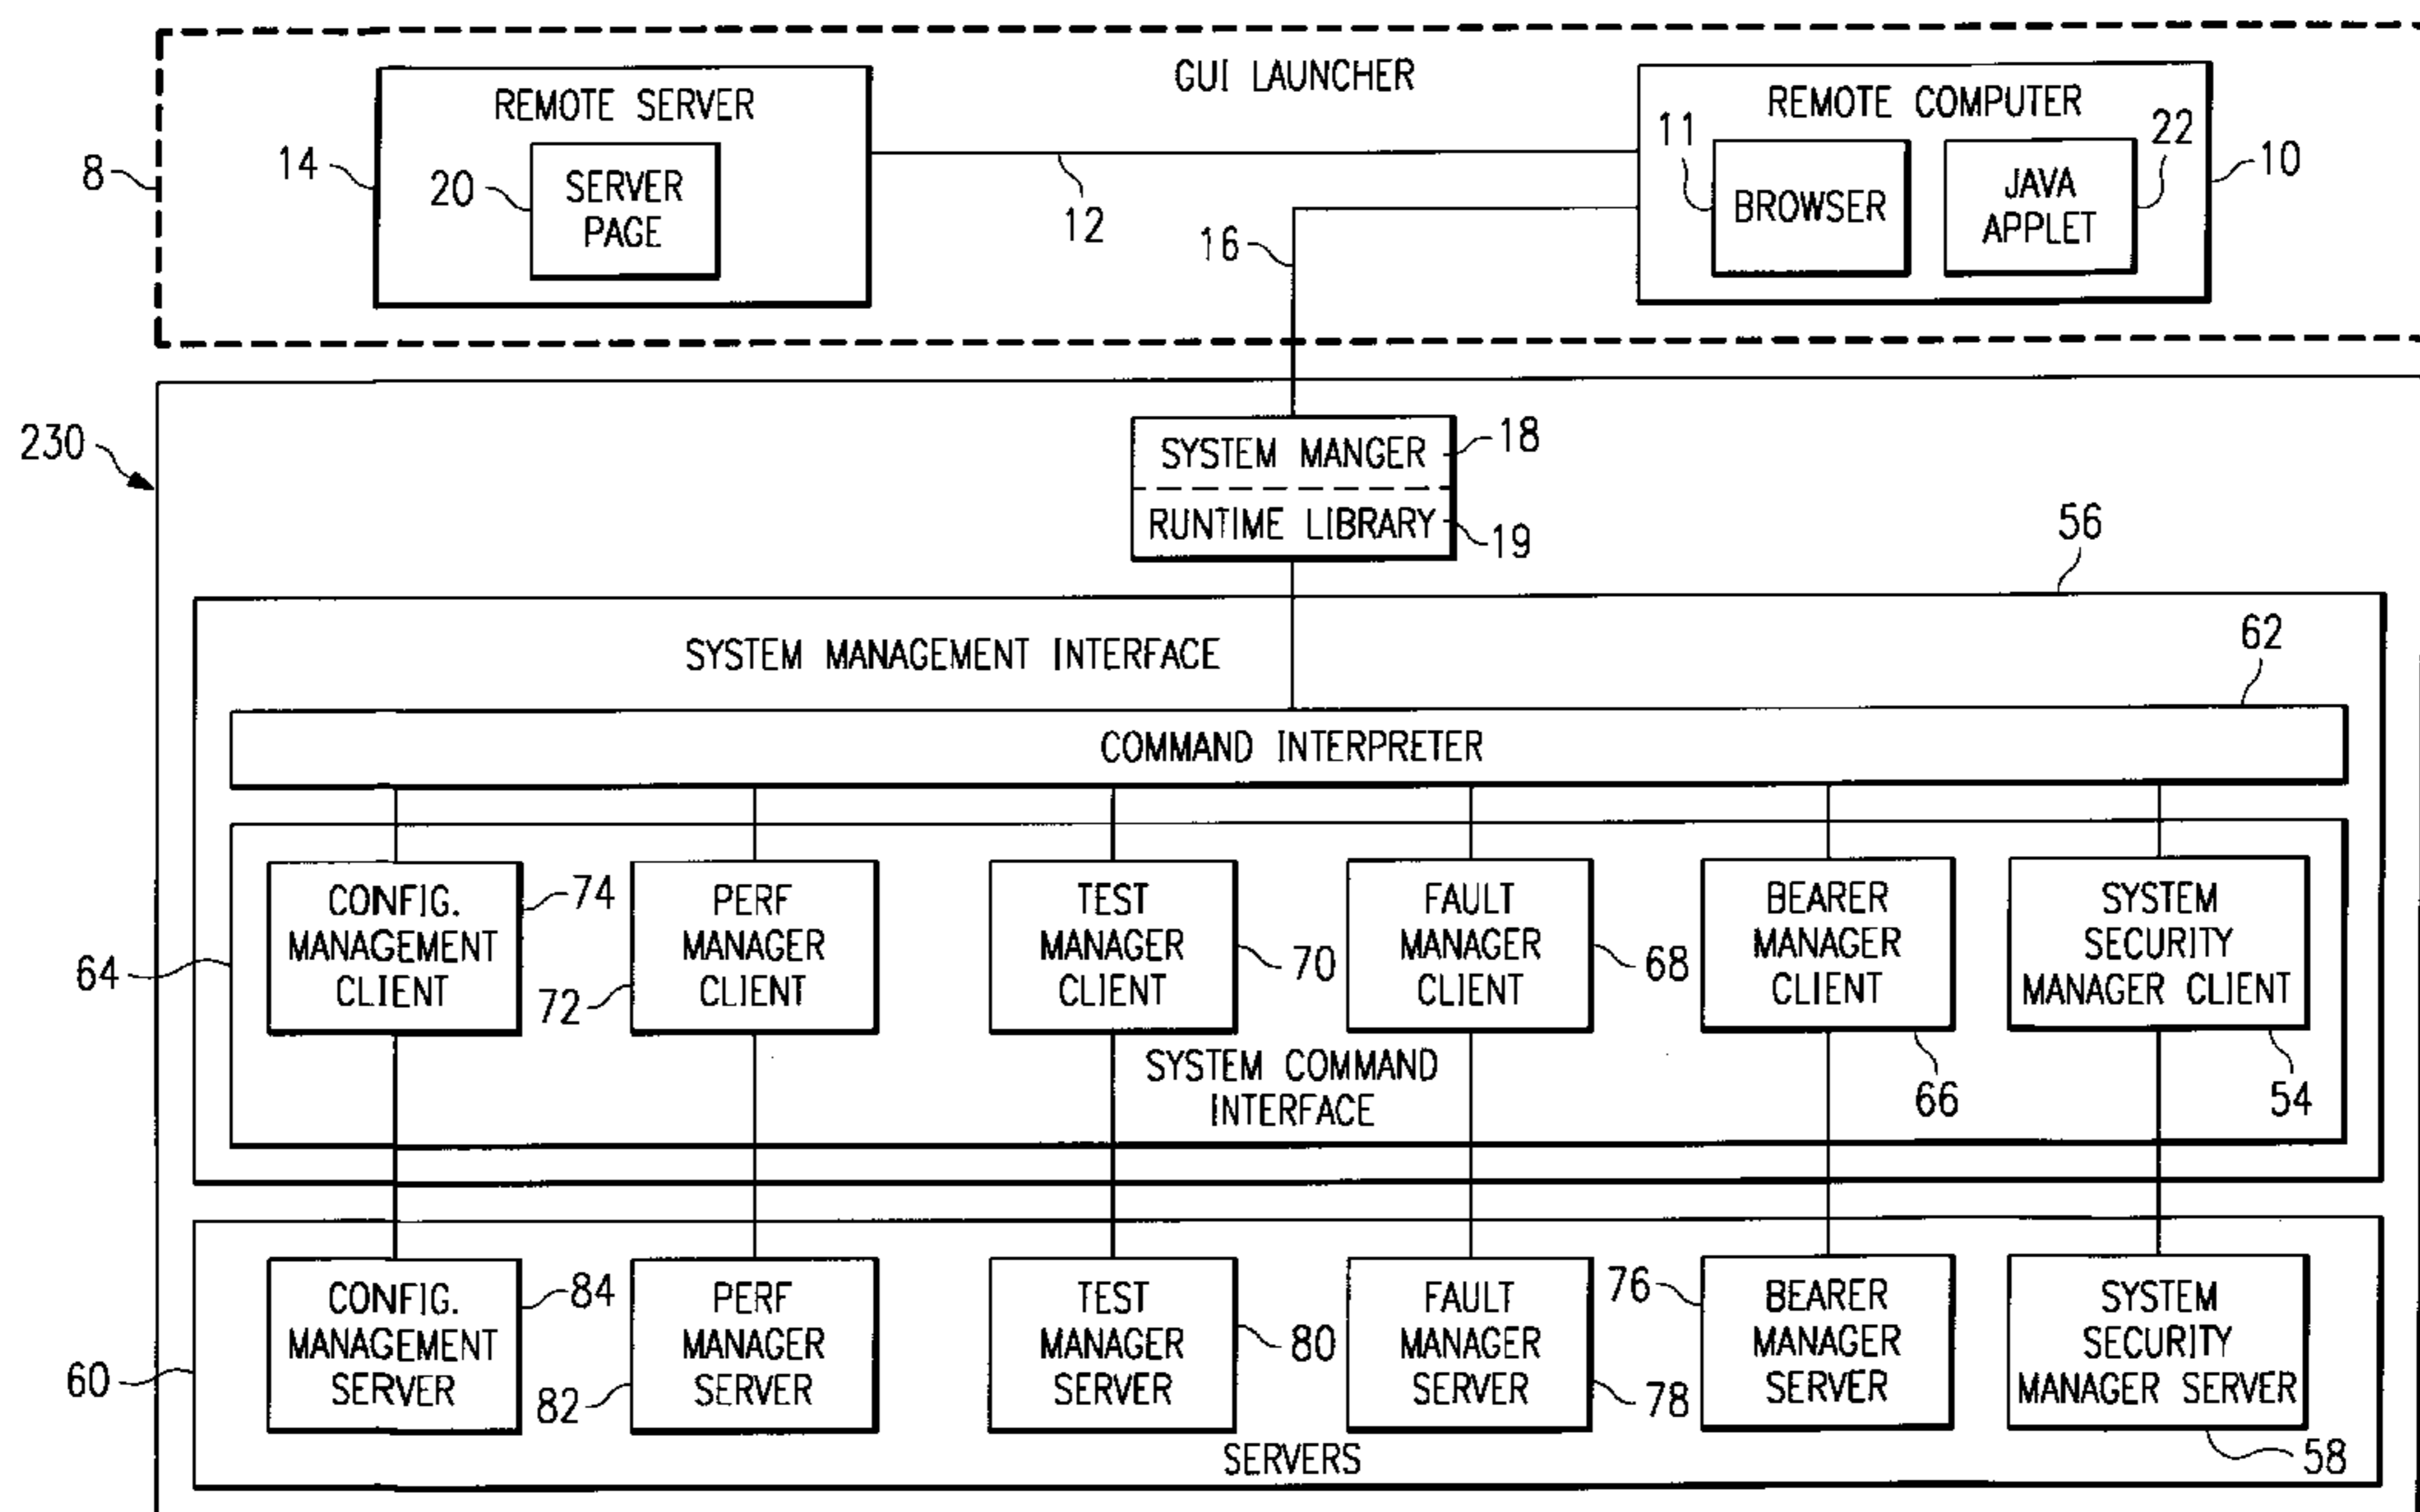 GUI LAUNCHER
REMOTE SERVER
REMOTE COMPUTER
8
14
20
SERVER
PAGE
12
16
11
BROWSER
JAVA
APPLET
22
10
230
SYSTEM MANGER
18
RUNTIME LIBRARY
19
56
SYSTEM MANAGEMENT INTERFACE
62
COMMAND INTERPRETER
64
CONFIG.
MANAGEMENT
CLIENT
74
72
PERF
MANAGER
CLIENT
TEST
MANAGER
CLIENT
70
FAULT
MANAGER
CLIENT
68
BEARER
MANAGER
CLIENT
66
SYSTEM
SECURITY
MANAGER CLIENT
54
SYSTEM COMMAND
INTERFACE
60
CONFIG.
MANAGEMENT
SERVER
84
82
PERF
MANAGER
SERVER
TEST
MANAGER
SERVER
80
FAULT
MANAGER
SERVER
78
76
BEARER
MANAGER
SERVER
SYSTEM
SECURITY
MANAGER SERVER
58
SERVERS